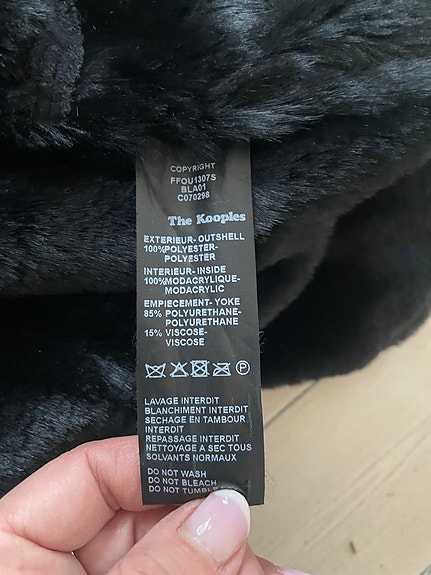 COPYRIGHT
FFOU1307S
BLA01
C070298
The Kooples
EXTERIEUR- OUTSHELL
100%POLYESTER-
POLYESTER
INTERIEUR- INSIDE
100%MODACRYLIQUE-
MODACRYLIC
EMPIECEMENT- YOKE
85% POLYURETHANE-
POLYURETHANE
15% VISCOSE-
VISCOSE
P
LAVAGE INTERDIT
BLANCHIMENT INTERDIT
SECHAGE EN TAMBOUR
INTERDIT
REPASSAGE INTERDIT
NETTOYAGE A SEC TOUS
SOLVANTS NORMAUX
DO NOT WASH
DO NOT BLEACH
DO NOT